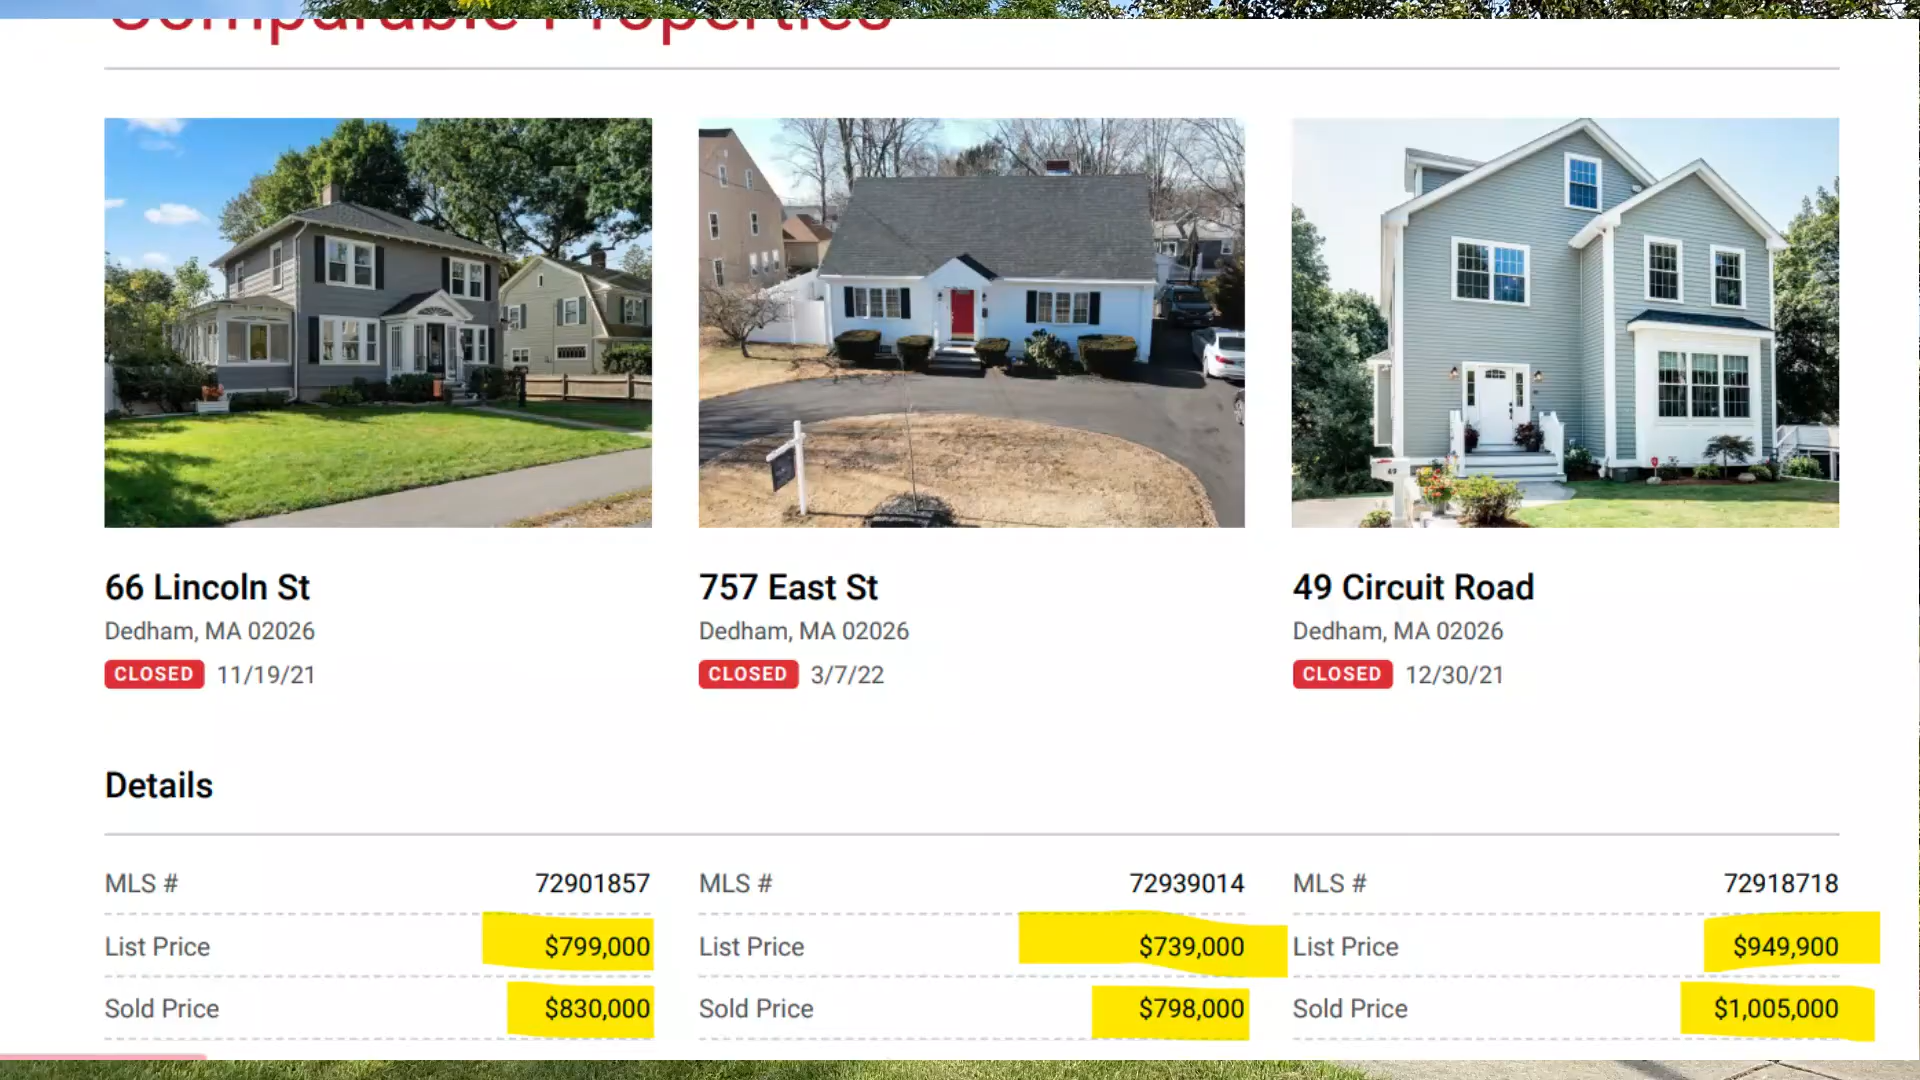 Comparable Properties
66 Lincoln St
Dedham, MA 02026
CLOSED 11/19/21
757 East St
Dedham, MA 02026
CLOSED 3/7/22
49 Circuit Road
Dedham, MA 02026
CLOSED 12/30/21
Details
MLS # 72901857 MLS # 72939014 MLS # 72918718
List Price $799,000 List Price $739,000 List Price $949,900
Sold Price $830,000 Sold Price $798,000 Sold Price $1,005,000